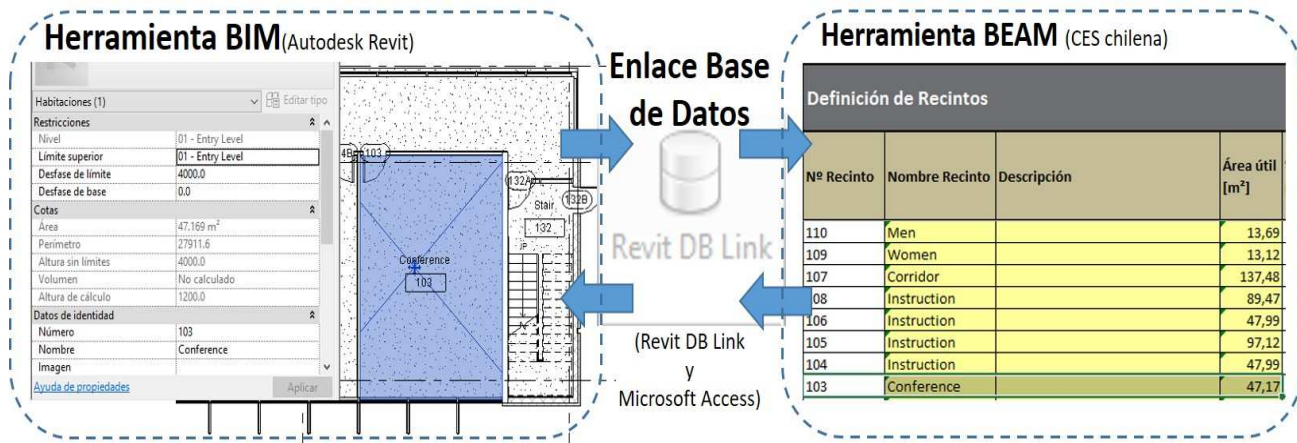 Herramienta BIM(Autodesk Revit)
Habitaciones (1)
Editar tipo
Restricciones
Nivel 01 - Entry Level
Límite superior 01 - Entry Level
Desfase de límite 4000.0
Desfase de base 0.0
Cotas
Área 47.169 m²
Perímetro 27911.6
Altura sin límites 4000.0
Volumen No calculado
Altura de cálculo 1200.0
Datos de identidad
Número 103
Nombre Conference
Imagen
Ayuda de propiedades
Aplicar
103
132A
132B
Stair
132
Conference
103
Enlace Base
de Datos
Revit DB Link
(Revit DB Link
y
Microsoft Access)
Herramienta BEAM (CES chilena)
Definición de Recintos
Nº Recinto Nombre Recinto Descripción Área útil
[m²]
110 Men 13,69
109 Women 13,12
107 Corridor 137,48
108 Instruction 89,47
106 Instruction 47,99
105 Instruction 97,12
104 Instruction 47,99
103 Conference 47,17